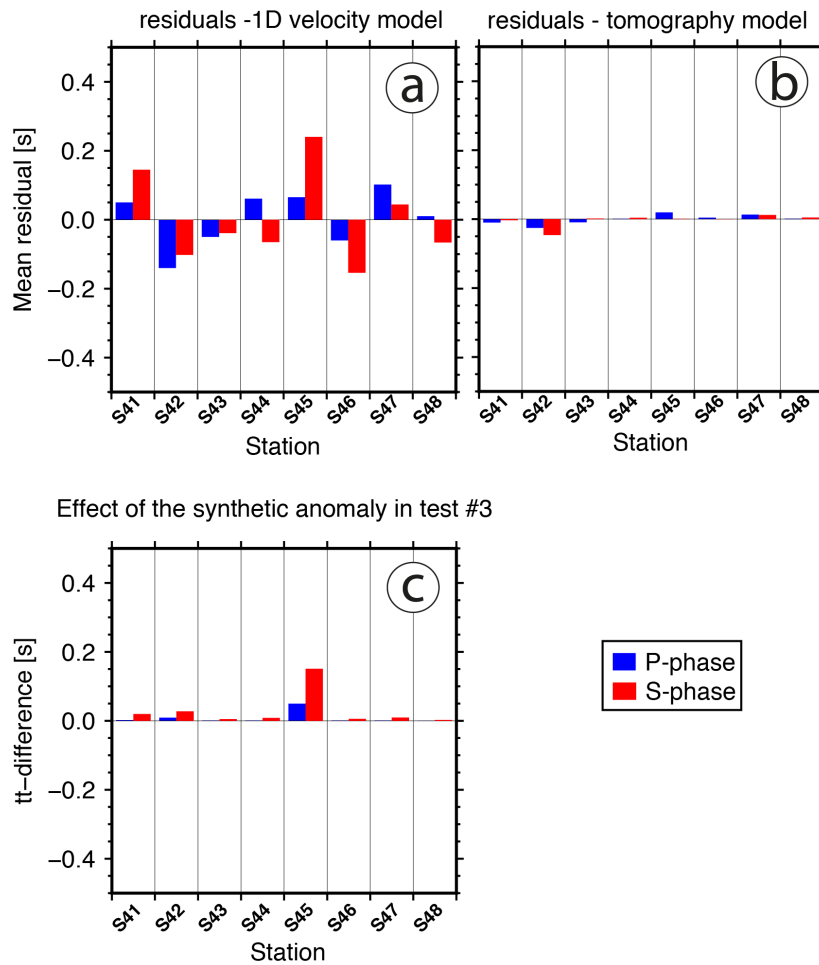 residuals -1D velocity model
residuals - tomography model
a
b
Mean residual [s]
0.4
0.2
0.0
−0.2
−0.4
S41 S42 S43 S44 S45 S46 S47 S48
S41 S42 S43 S44 S45 S46 S47 S48
Station
Station
Effect of the synthetic anomaly in test #3
c
tt−difference [s]
0.4
0.2
0.0
−0.2
−0.4
S41 S42 S43 S44 S45 S46 S47 S48
Station
P-phase
S-phase